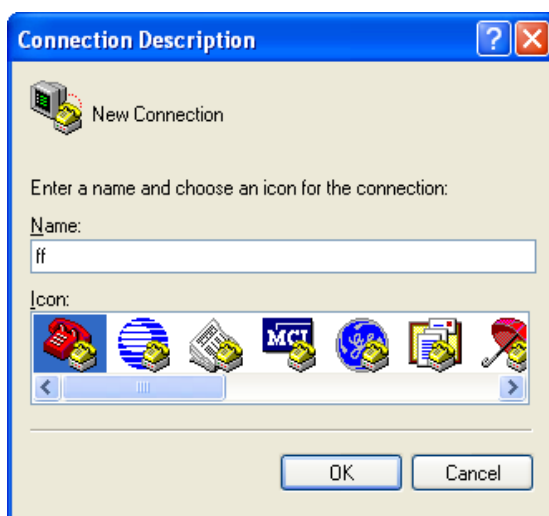 Connection Description
New Connection
Enter a name and choose an icon for the connection:
Name:
ff
Icon:
MCI
OK
Cancel